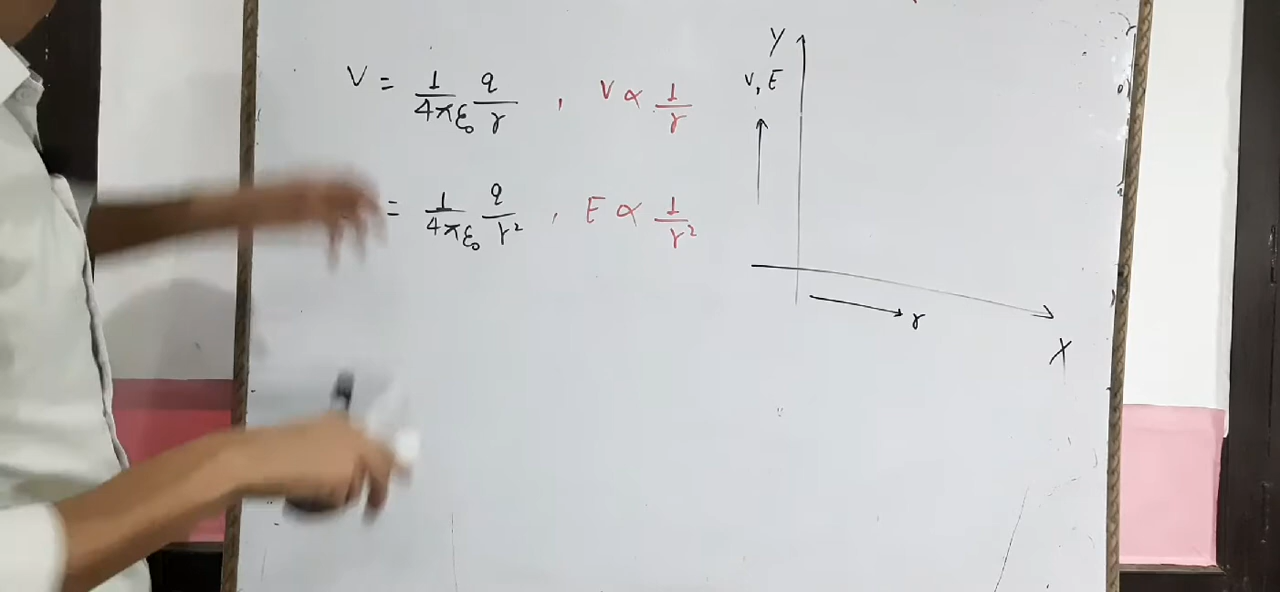 V = 1/4πε₀ q/r , V ∝ 1/r
= 1/4πε₀ q/r² , E ∝ 1/r²
Y
V, E
r
X